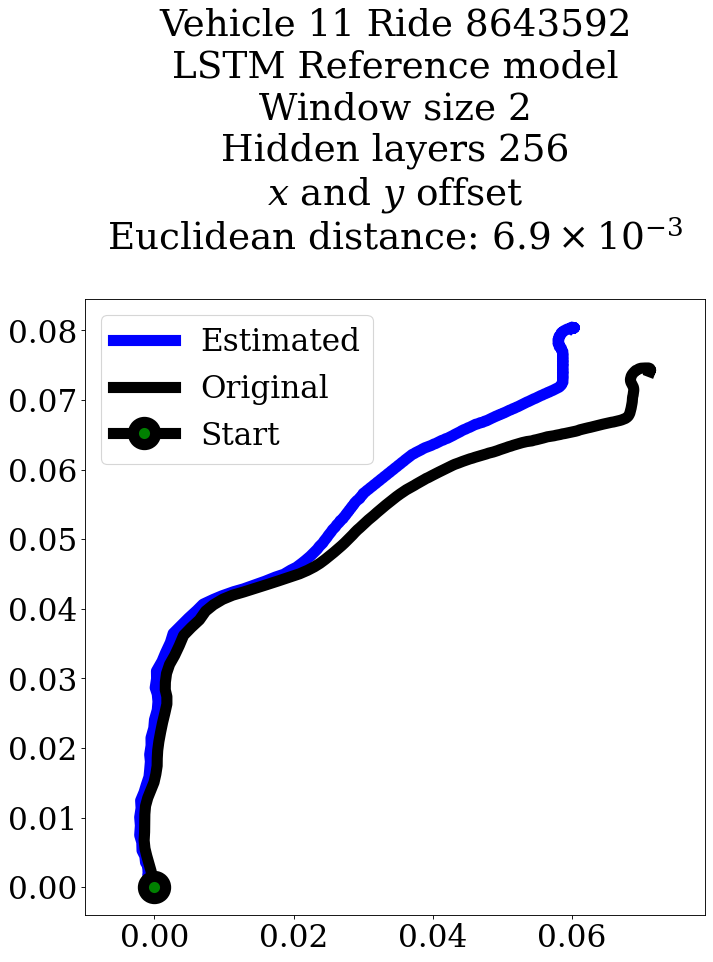 Vehicle 11 Ride 8643592
LSTM Reference model
Window size 2
Hidden layers 256
x and y offset
Euclidean distance: 6.9 × 10⁻³
Estimated
Original
Start
0.08
0.07
0.06
0.05
0.04
0.03
0.02
0.01
0.00
0.00 0.02 0.04 0.06